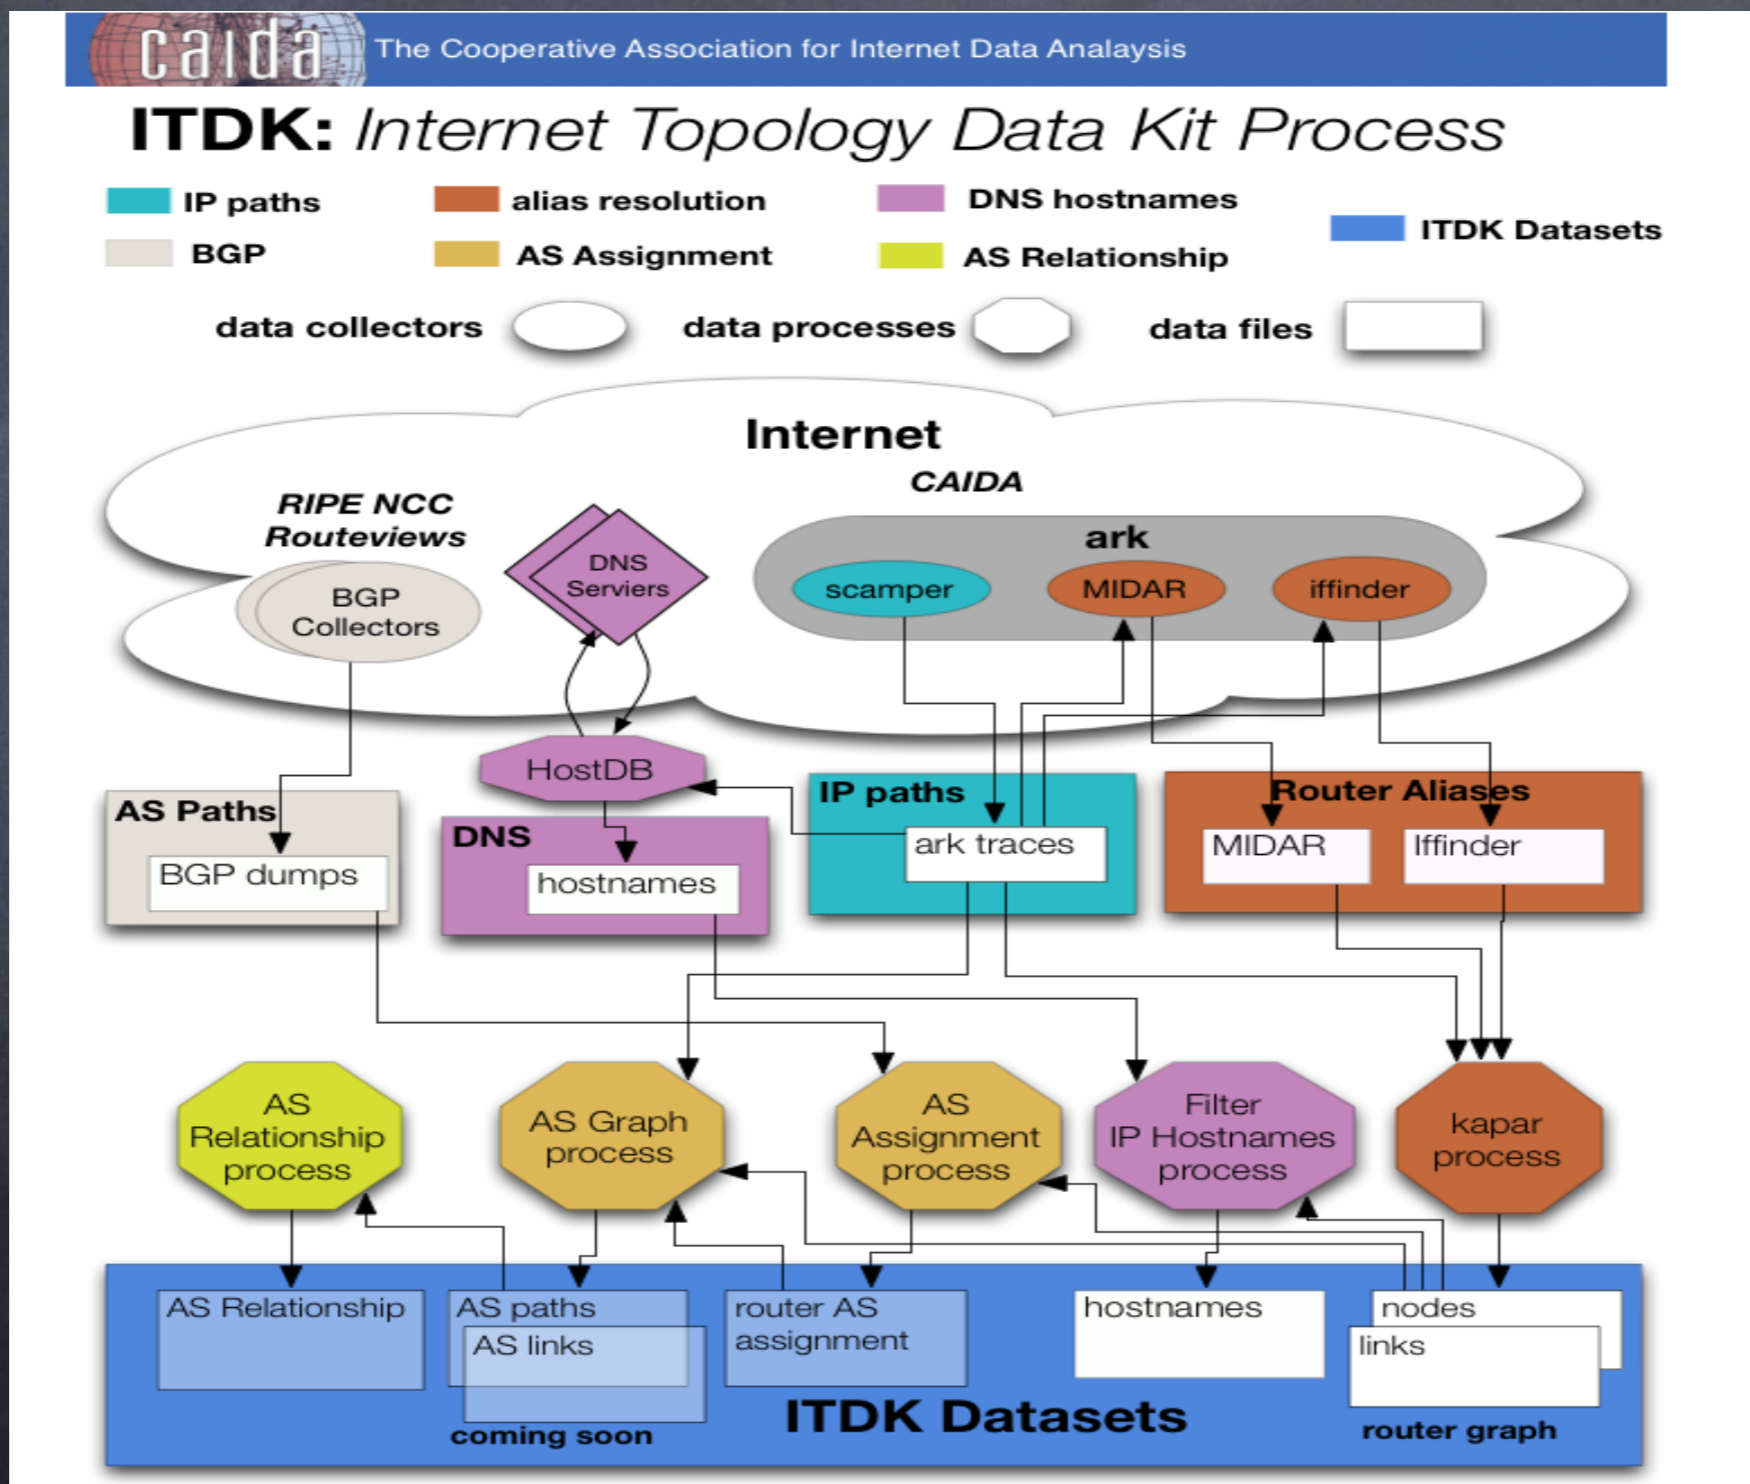 caida
The Cooperative Association for Internet Data Analaysis
ITDK: Internet Topology Data Kit Process
IP paths
alias resolution
DNS hostnames
ITDK Datasets
BGP
AS Assignment
AS Relationship
data collectors
data processes
data files
Internet
CAIDA
RIPE NCC
Routeviews
ark
BGP
Collectors
DNS
Serviers
scamper
MIDAR
iffinder
HostDB
AS Paths
BGP dumps
DNS
hostnames
IP paths
ark traces
Router Aliases
MIDAR
Iffinder
AS
Relationship
process
AS Graph
process
AS
Assignment
process
Filter
IP Hostnames
process
kapar
process
AS Relationship
AS paths
AS links
coming soon
router AS
assignment
hostnames
nodes
links
router graph
ITDK Datasets